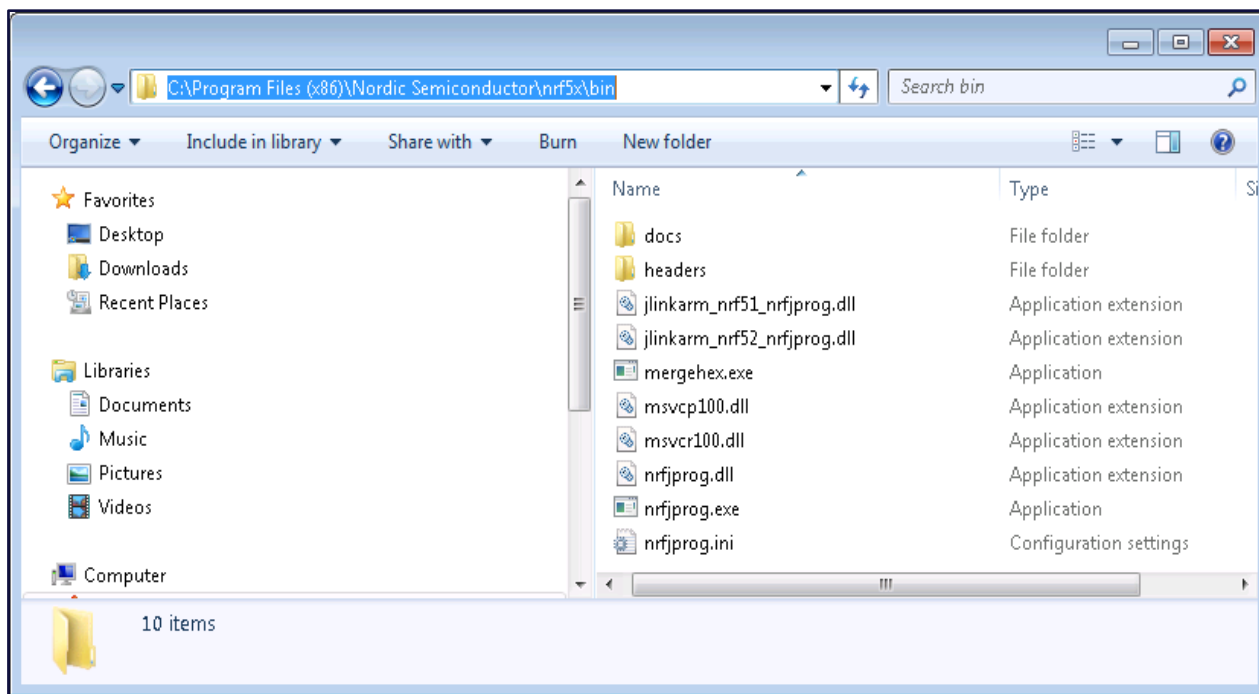 C:\Program Files (x86)\Nordic Semiconductor\nrf5x\bin
Search bin
Organize Include in library Share with Burn New folder
Favorites
Desktop
Downloads
Recent Places
Libraries
Documents
Music
Pictures
Videos
Computer
Name Type Si
docs File folder
headers File folder
jlinkarm_nrf51_nrfjprog.dll Application extension
jlinkarm_nrf52_nrfjprog.dll Application extension
mergehex.exe Application
msvcp100.dll Application extension
msvcr100.dll Application extension
nrfjprog.dll Application extension
nrfjprog.exe Application
nrfjprog.ini Configuration settings
10 items